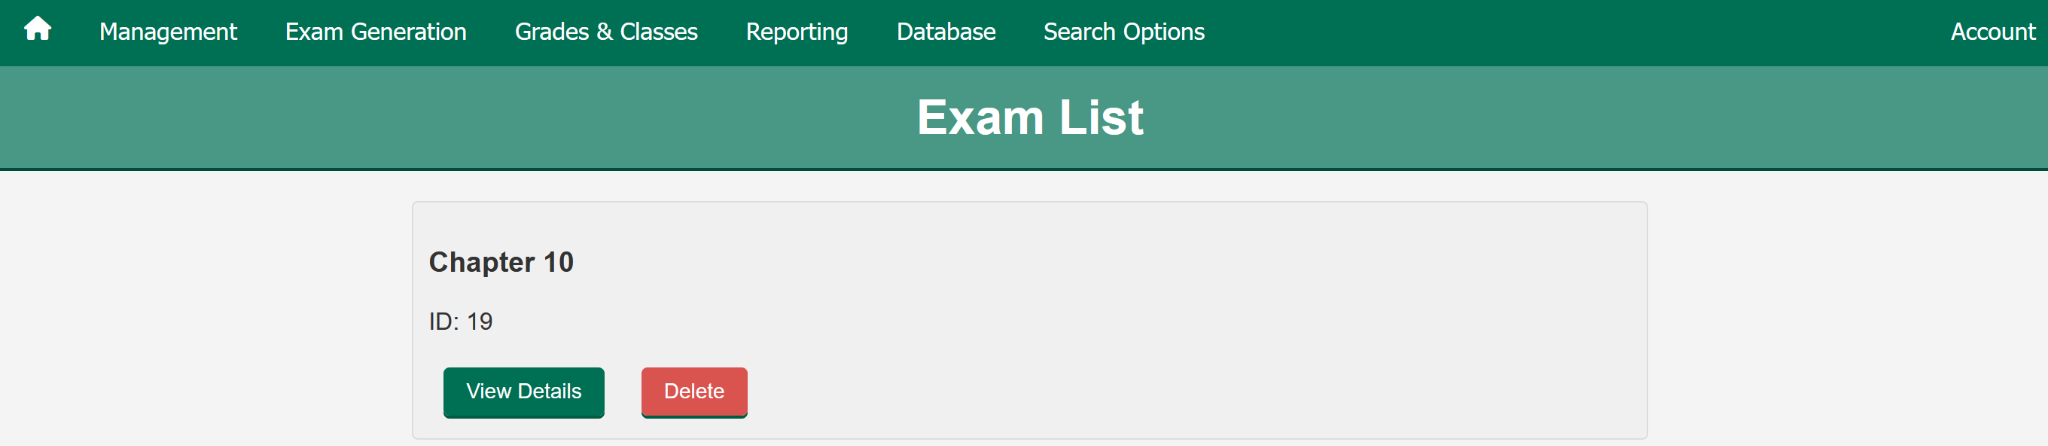 Management Exam Generation Grades & Classes Reporting Database Search Options Account
Exam List
Chapter 10
ID: 19
View Details Delete